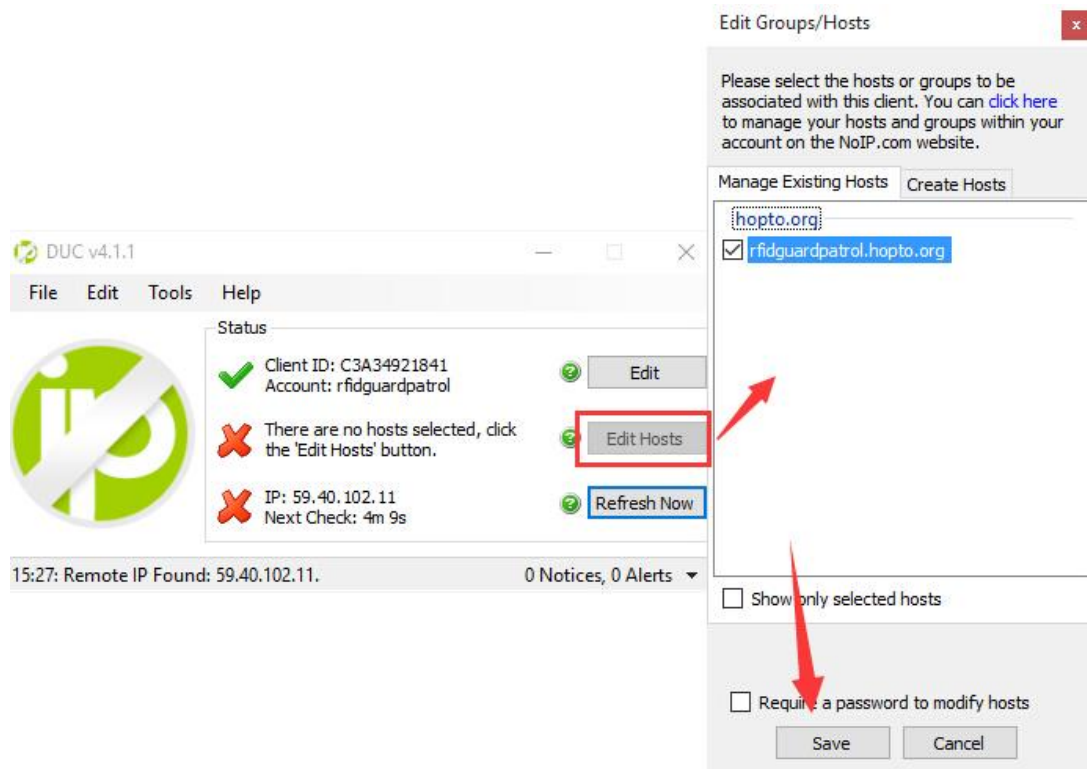 Edit Groups/Hosts
x
Please select the hosts or groups to be
associated with this client. You can click here
to manage your hosts and groups within your
account on the NoIP.com website.
Manage Existing Hosts
Create Hosts
hopto.org
rfidguardpatrol.hopto.org
Show only selected hosts
Require a password to modify hosts
Save
Cancel
DUC v4.1.1
File
Edit
Tools
Help
Status
Client ID: C3A34921841
Account: rfidguardpatrol
?
Edit
There are no hosts selected, click
the 'Edit Hosts' button.
?
Edit Hosts
IP: 59.40.102.11
Next Check: 4m 9s
?
Refresh Now
15:27: Remote IP Found: 59.40.102.11.
0 Notices, 0 Alerts
ip